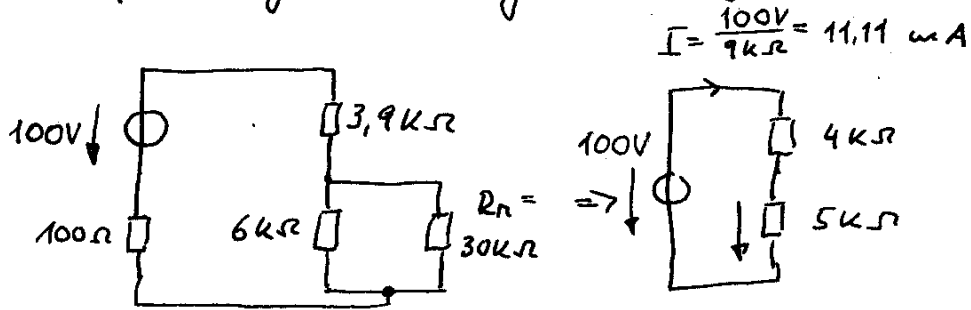 I = 100V / 9kΩ = 11,11 mA
100V
3,9kΩ
100Ω
6kΩ
Rn =
30kΩ
=>
100V
4kΩ
5kΩ